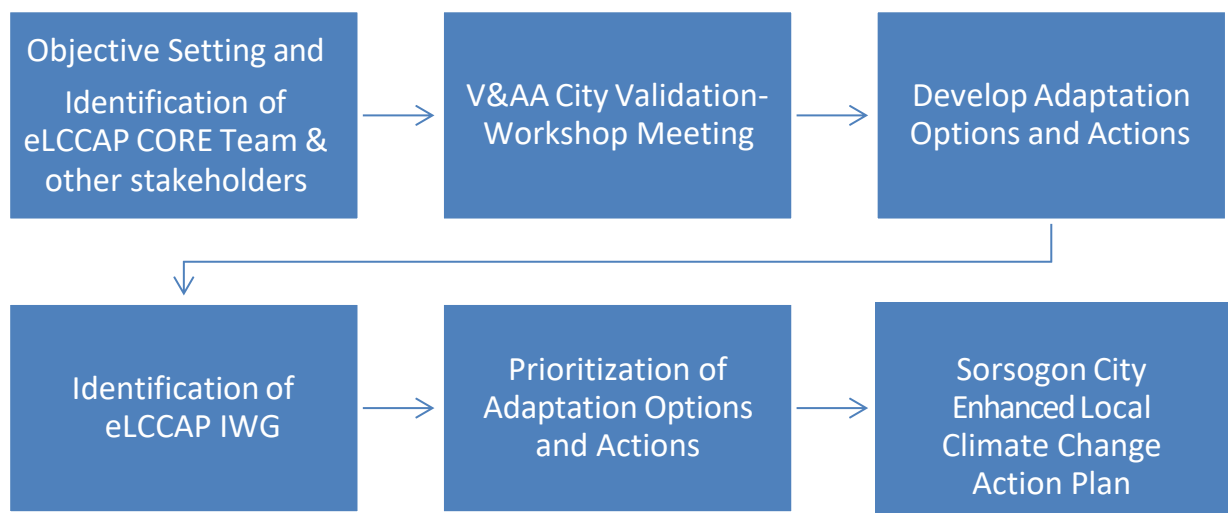 Objective Setting and
Identification of
eLCCAP CORE Team &
other stakeholders
V&AA City Validation-
Workshop Meeting
Develop Adaptation
Options and Actions
Identification of
eLCCAP IWG
Prioritization of
Adaptation Options
and Actions
Sorsogon City
Enhanced Local
Climate Change
Action Plan